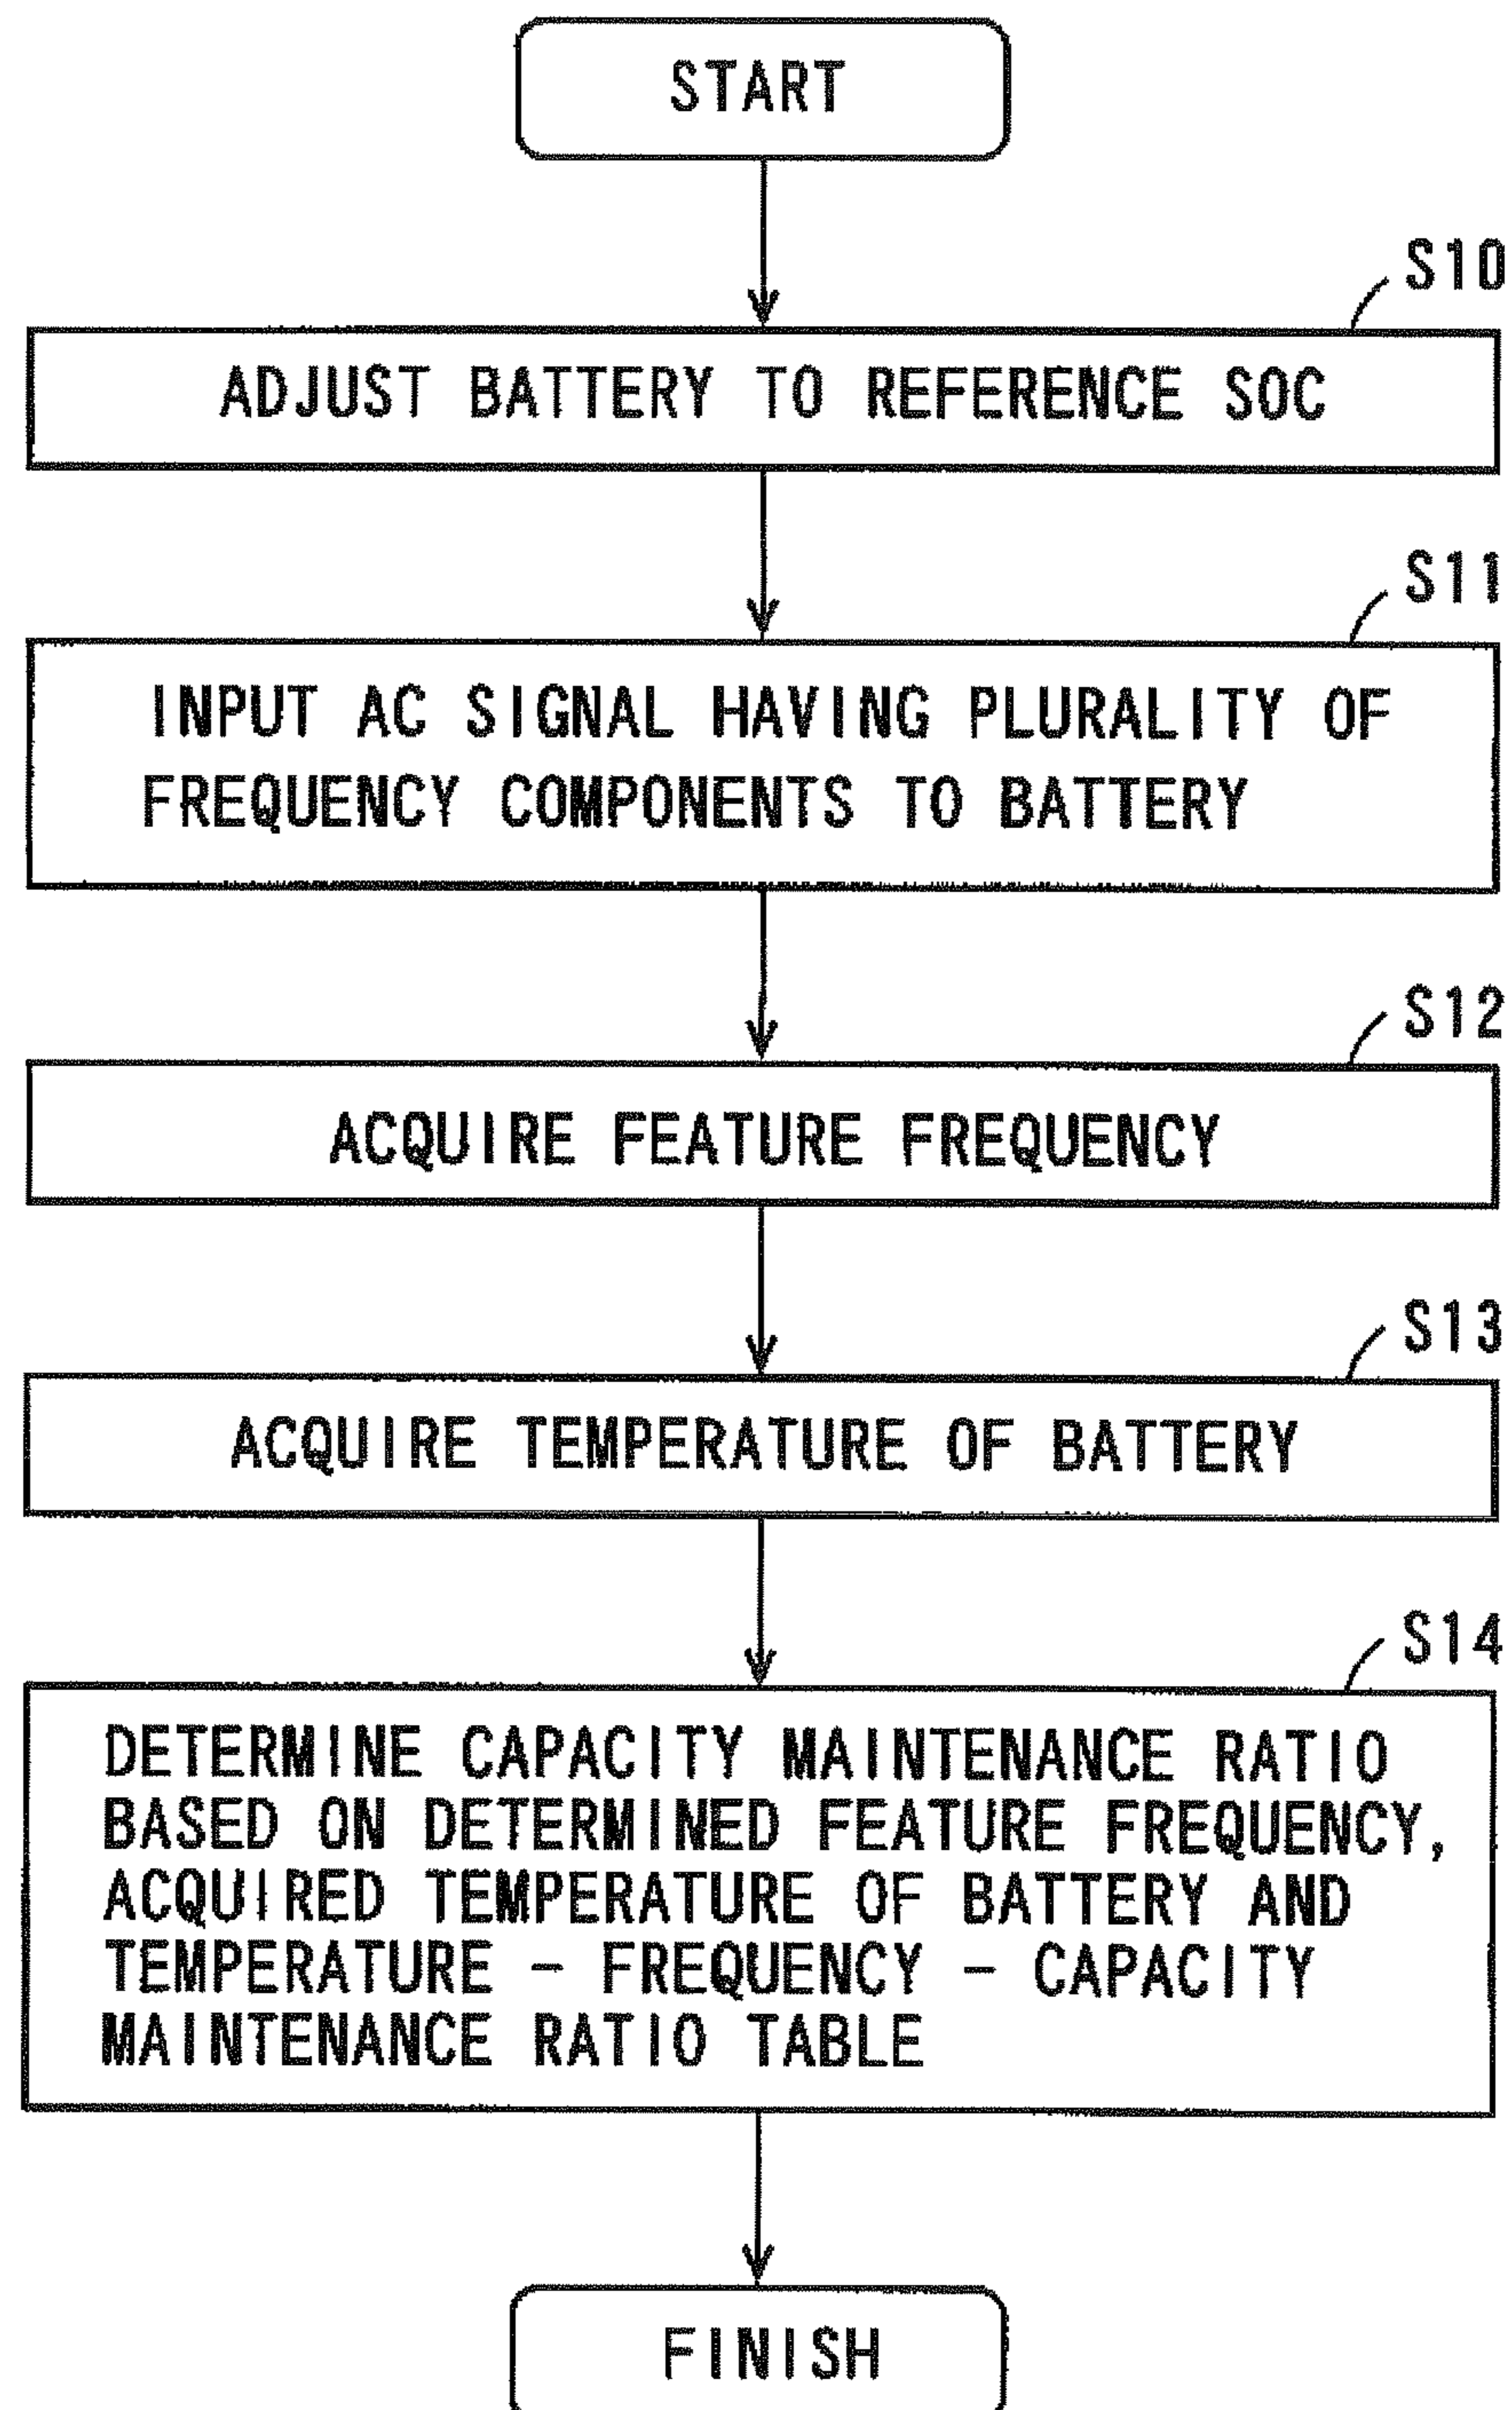 START
S10
ADJUST BATTERY TO REFERENCE SOC
S11
INPUT AC SIGNAL HAVING PLURALITY OF
FREQUENCY COMPONENTS TO BATTERY
S12
ACQUIRE FEATURE FREQUENCY
S13
ACQUIRE TEMPERATURE OF BATTERY
S14
DETERMINE CAPACITY MAINTENANCE RATIO
BASED ON DETERMINED FEATURE FREQUENCY,
ACQUIRED TEMPERATURE OF BATTERY AND
TEMPERATURE - FREQUENCY - CAPACITY
MAINTENANCE RATIO TABLE
FINISH